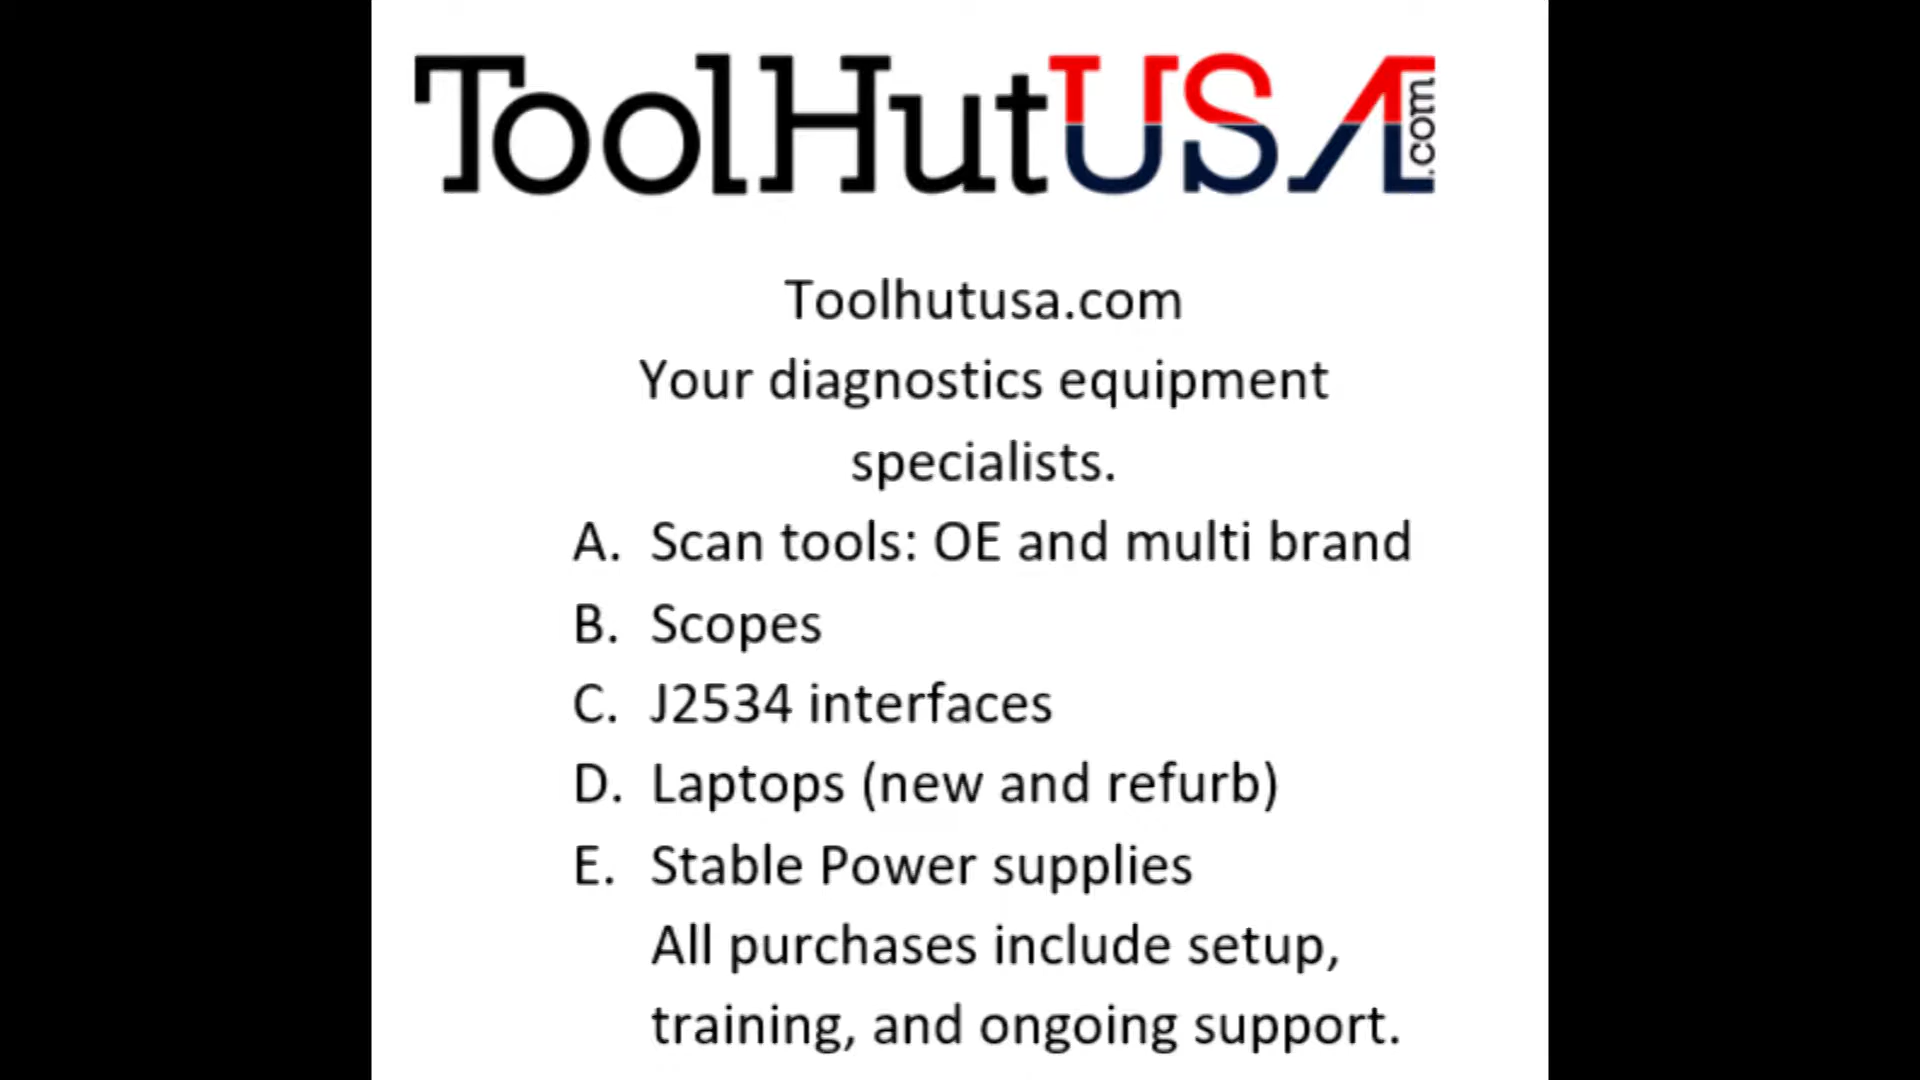 ToolHutUSA.com
Toolhutusa.com
Your diagnostics equipment
specialists.
A. Scan tools: OE and multi brand
B. Scopes
C. J2534 interfaces
D. Laptops (new and refurb)
E. Stable Power supplies
All purchases include setup,
training, and ongoing support.